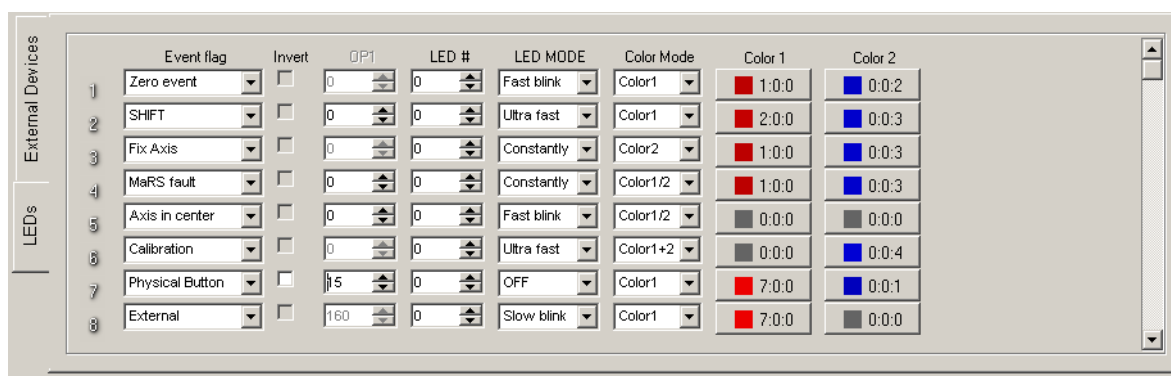 External Devices
LEDs
Event flag Invert OP1 LED # LED MODE Color Mode Color 1 Color 2
1 Zero event 0 0 Fast blink Color1 1:0:0 0:0:2
2 SHIFT 0 0 Ultra fast Color1 2:0:0 0:0:3
3 Fix Axis 0 0 Constantly Color2 1:0:0 0:0:3
4 MaRS fault 0 0 Constantly Color1/2 1:0:0 0:0:3
5 Axis in center 0 0 Fast blink Color1/2 0:0:0 0:0:0
6 Calibration 0 0 Ultra fast Color1+2 0:0:0 0:0:4
7 Physical Button 15 0 OFF Color1 7:0:0 0:0:1
8 External 160 0 Slow blink Color1 7:0:0 0:0:0